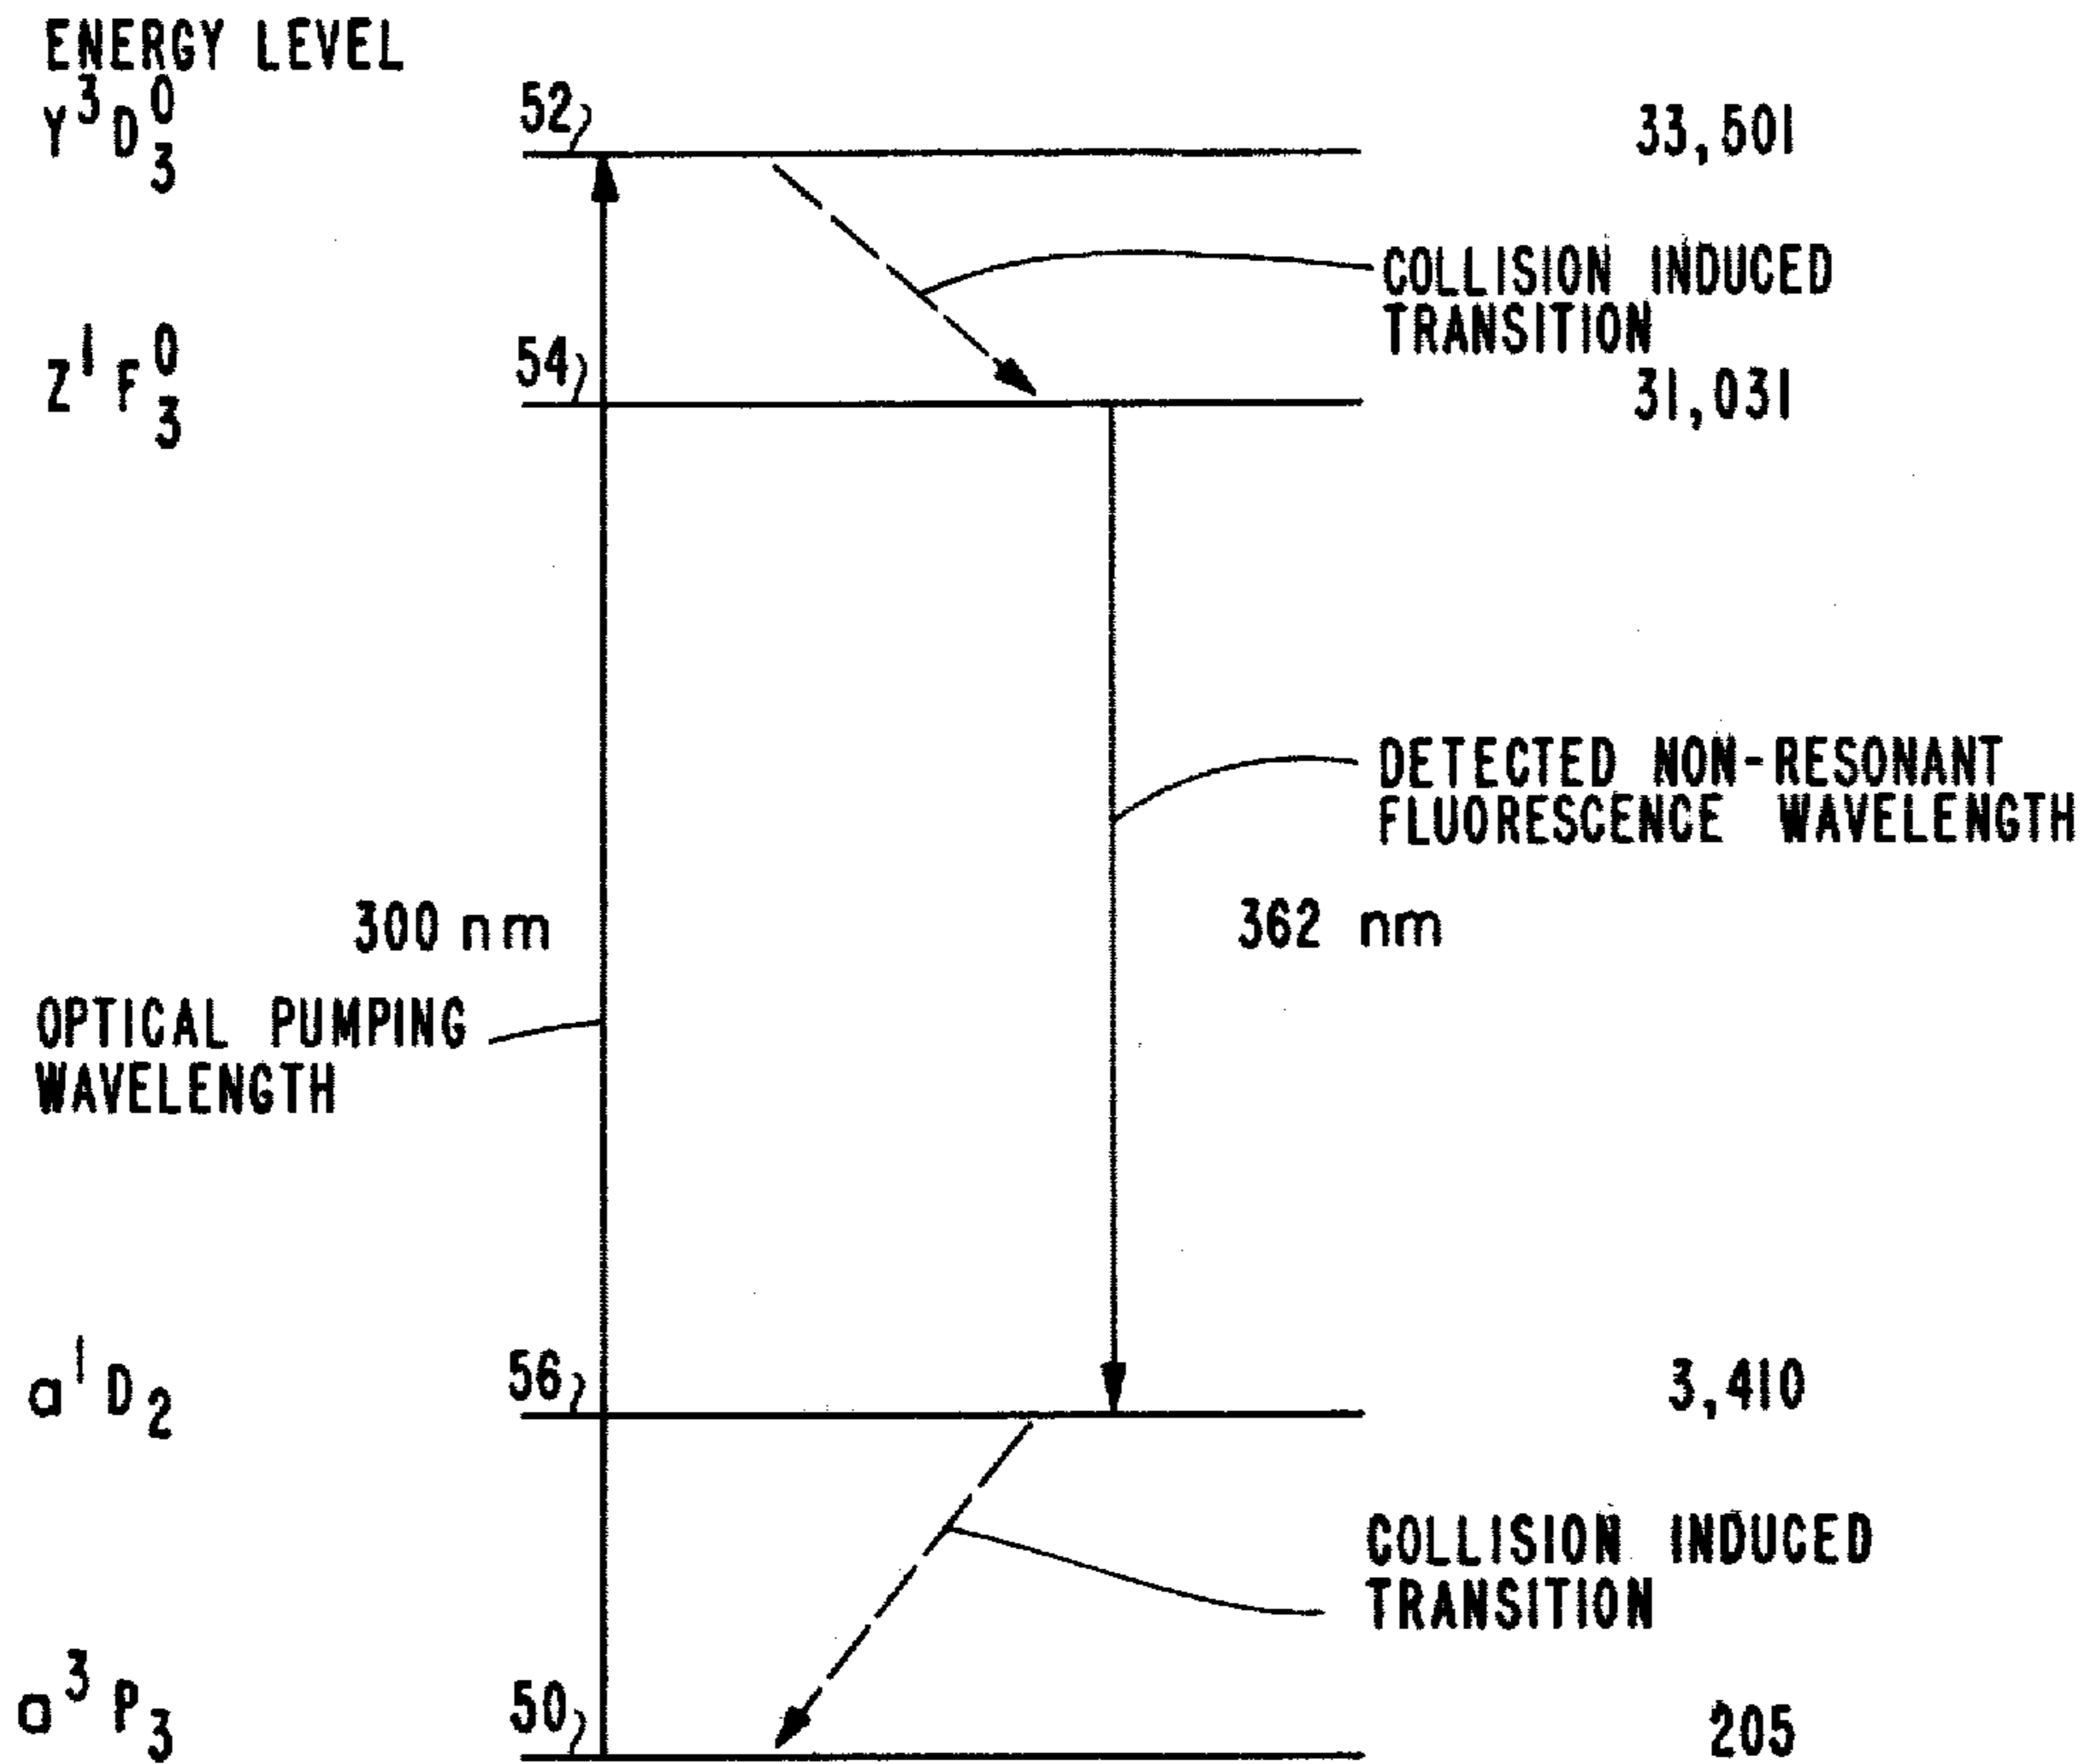 ENERGY LEVEL
Y³D⁰₃ 52 33,501
COLLISION INDUCED
TRANSITION
Z¹F⁰₃ 54 31,031
DETECTED NON-RESONANT
FLUORESCENCE WAVELENGTH
300 nm 362 nm
OPTICAL PUMPING
WAVELENGTH
a¹D₂ 56 3,410
COLLISION INDUCED
TRANSITION
a³P₃ 50 205